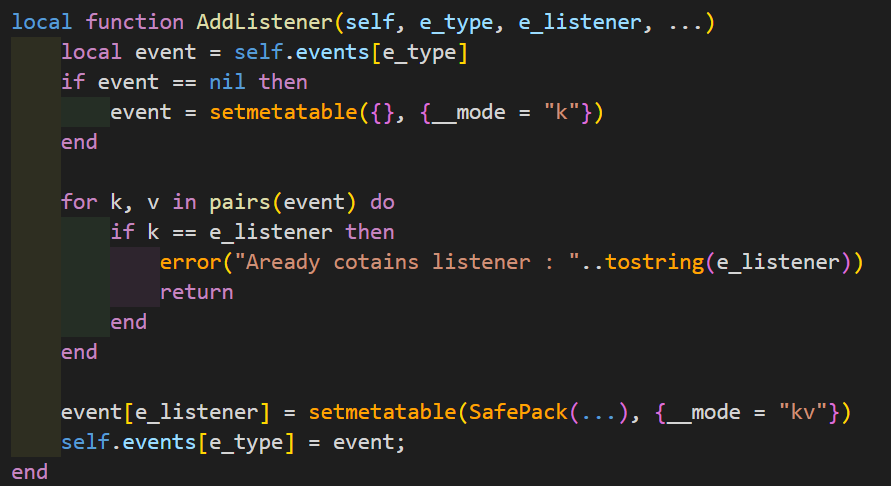 local function AddListener(self, e_type, e_listener, ...)
local event = self.events[e_type]
if event == nil then
event = setmetatable({}, {__mode = "k"})
end
for k, v in pairs(event) do
if k == e_listener then
error("Aready cotains listener : "..tostring(e_listener))
return
end
end
event[e_listener] = setmetatable(SafePack(...), {__mode = "kv"})
self.events[e_type] = event;
end